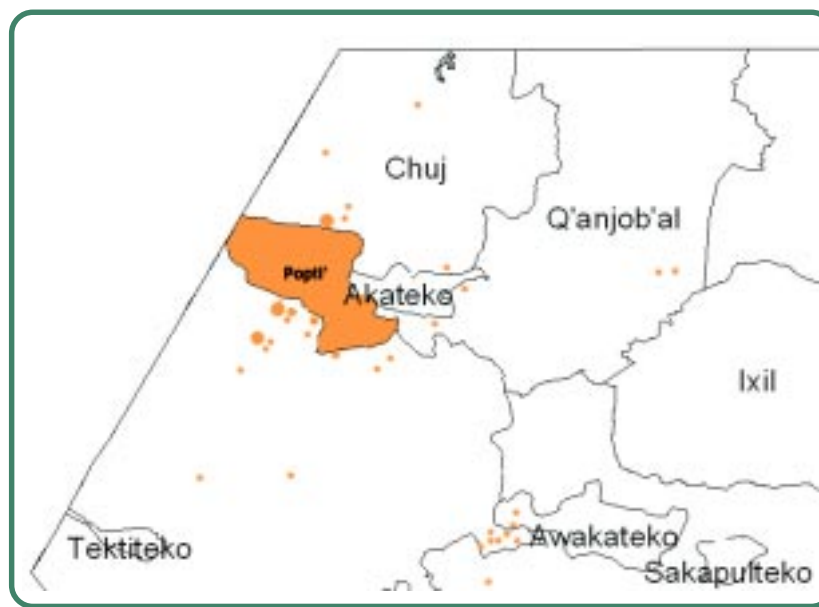 Chuj
Q'anjob'al
Popti'
Akateko
Ixil
Awakateko
Tektiteko
Sakapulteko